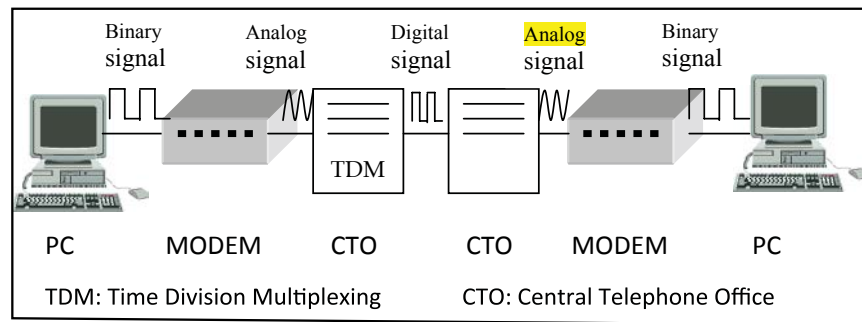 Binary signal
Analog signal
Digital signal
Analog signal
Binary signal
TDM
PC MODEM CTO CTO MODEM PC
TDM: Time Division Multiplexing CTO: Central Telephone Office